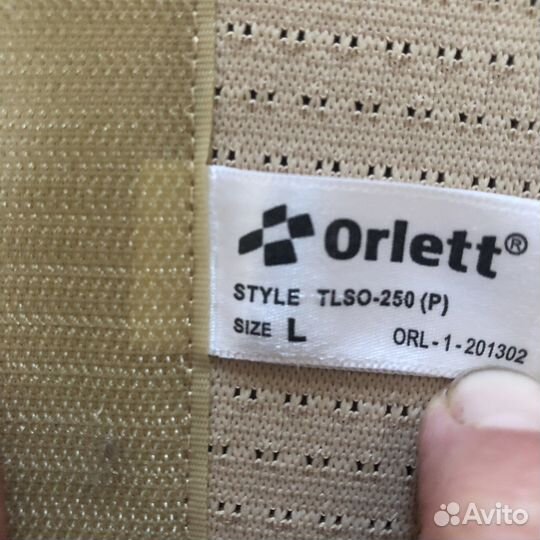 Orlett®
STYLE TLSO-250 (P)
SIZE L
ORL-1-201302
Avito